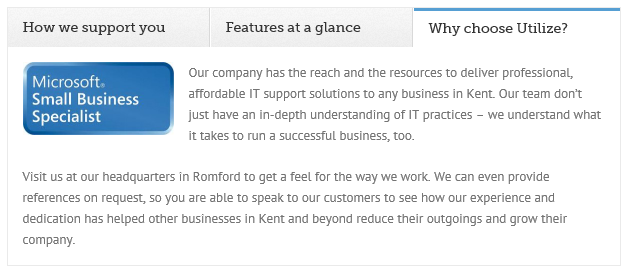 How we support you
Features at a glance
Why choose Utilize?
Microsoft®
Small Business
Specialist
Our company has the reach and the resources to deliver professional,
affordable IT support solutions to any business in Kent. Our team don't
just have an in-depth understanding of IT practices – we understand what
it takes to run a successful business, too.
Visit us at our headquarters in Romford to get a feel for the way we work. We can even provide
references on request, so you are able to speak to our customers to see how our experience and
dedication has helped other businesses in Kent and beyond reduce their outgoings and grow their
company.